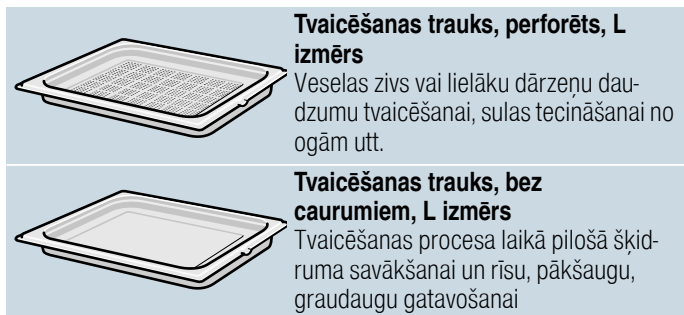 Tvaicēšanas trauks, perforēts, L
izmērs
Veselas zivs vai lielāku dārzeņu dau-
dzumu tvaicēšanai, sulas tecināšanai no
ogām utt.
Tvaicēšanas trauks, bez
caurumiem, L izmērs
Tvaicēšanas procesa laikā pilošā šķid-
ruma savākšanai un rīsu, pākšaugu,
graudaugu gatavošanai